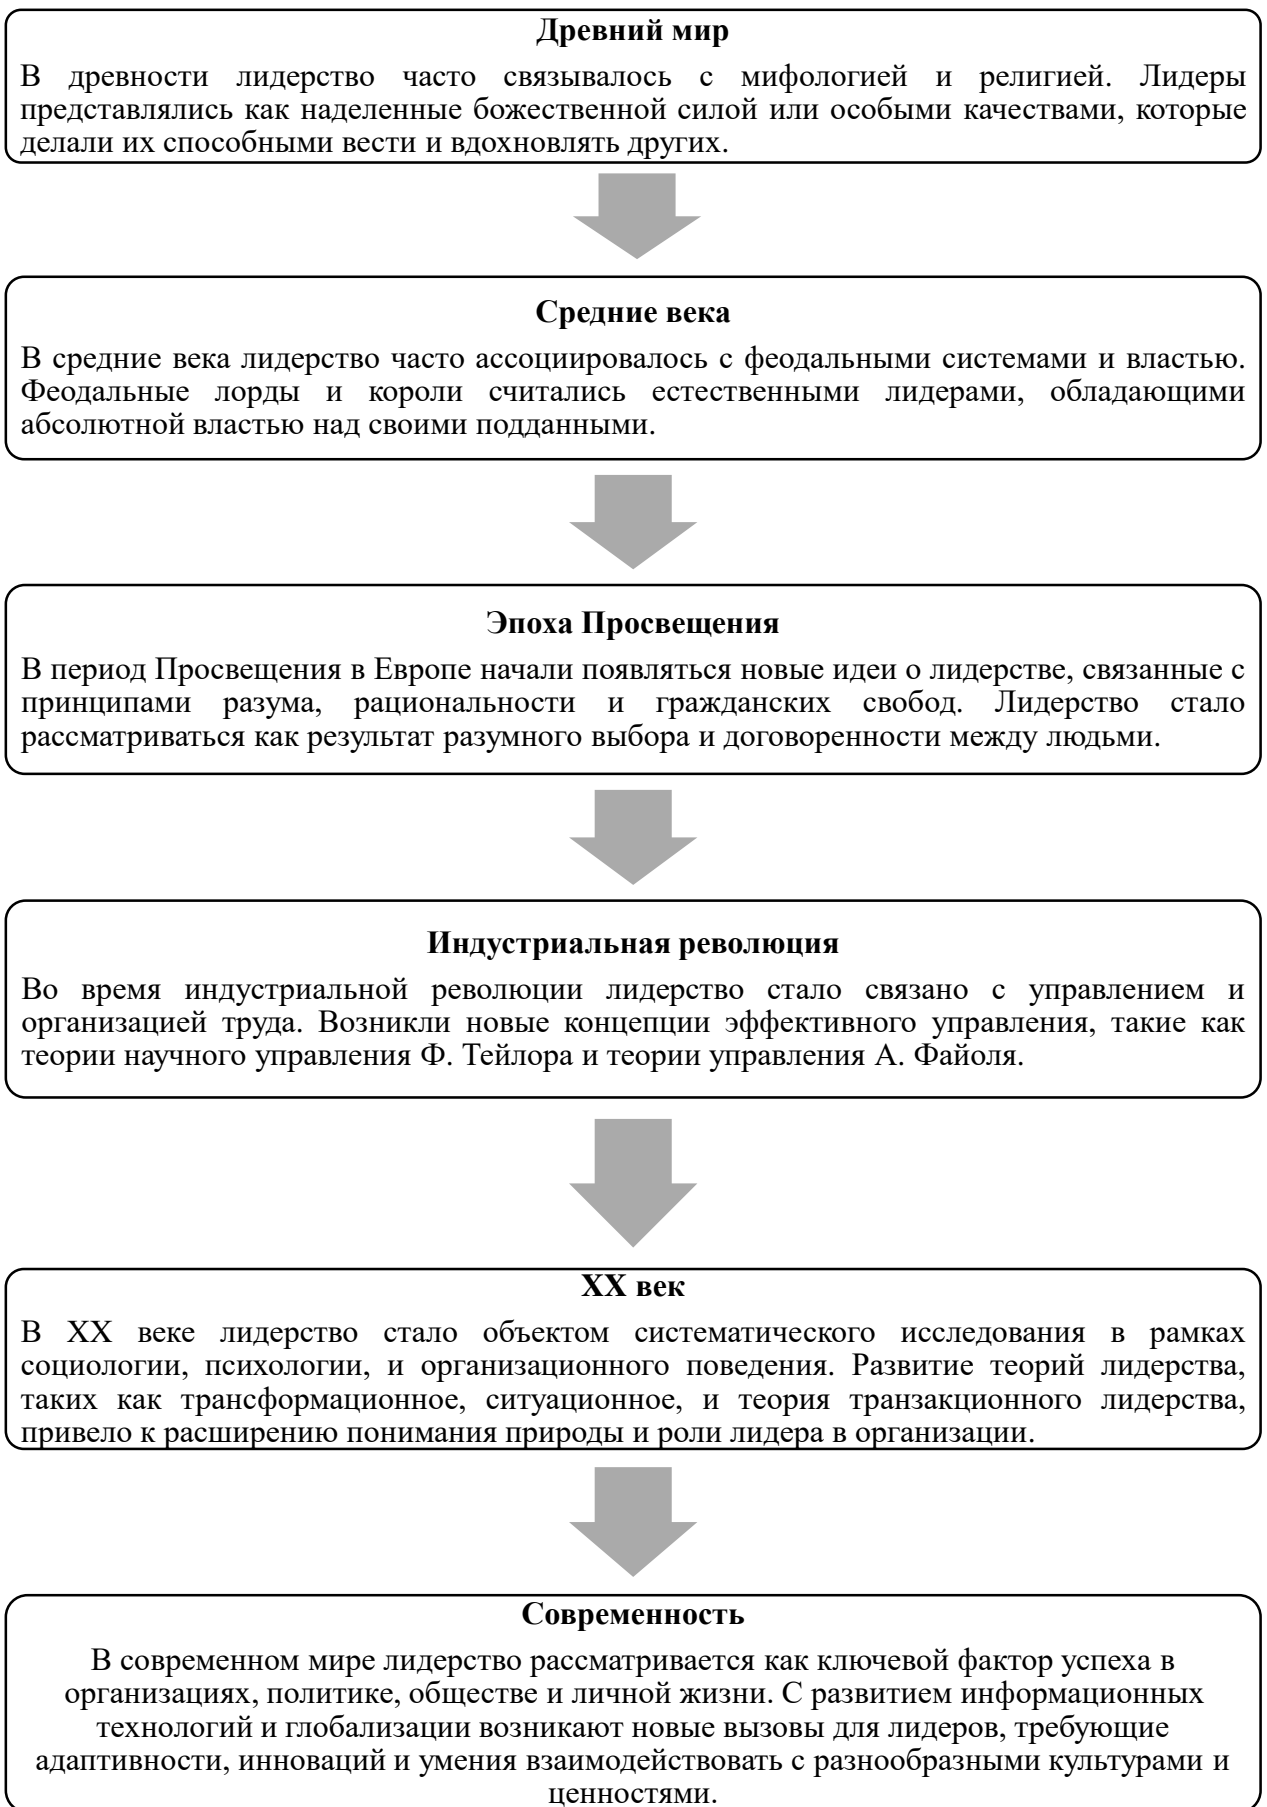 Древний мир
В древности лидерство часто связывалось с мифологией и религией. Лидеры
представлялись как наделенные божественной силой или особыми качествами, которые
делали их способными вести и вдохновлять других.
Средние века
В средние века лидерство часто ассоциировалось с феодальными системами и властью.
Феодальные лорды и короли считались естественными лидерами, обладающими
абсолютной властью над своими подданными.
Эпоха Просвещения
В период Просвещения в Европе начали появляться новые идеи о лидерстве, связанные с
принципами разума, рациональности и гражданских свобод. Лидерство стало
рассматриваться как результат разумного выбора и договоренности между людьми.
Индустриальная революция
Во время индустриальной революции лидерство стало связано с управлением и
организацией труда. Возникли новые концепции эффективного управления, такие как
теории научного управления Ф. Тейлора и теории управления А. Файоля.
XX век
В XX веке лидерство стало объектом систематического исследования в рамках
социологии, психологии, и организационного поведения. Развитие теорий лидерства,
таких как трансформационное, ситуационное, и теория транзакционного лидерства,
привело к расширению понимания природы и роли лидера в организации.
Современность
В современном мире лидерство рассматривается как ключевой фактор успеха в
организациях, политике, обществе и личной жизни. С развитием информационных
технологий и глобализации возникают новые вызовы для лидеров, требующие
адаптивности, инноваций и умения взаимодействовать с разнообразными культурами и
ценностями.